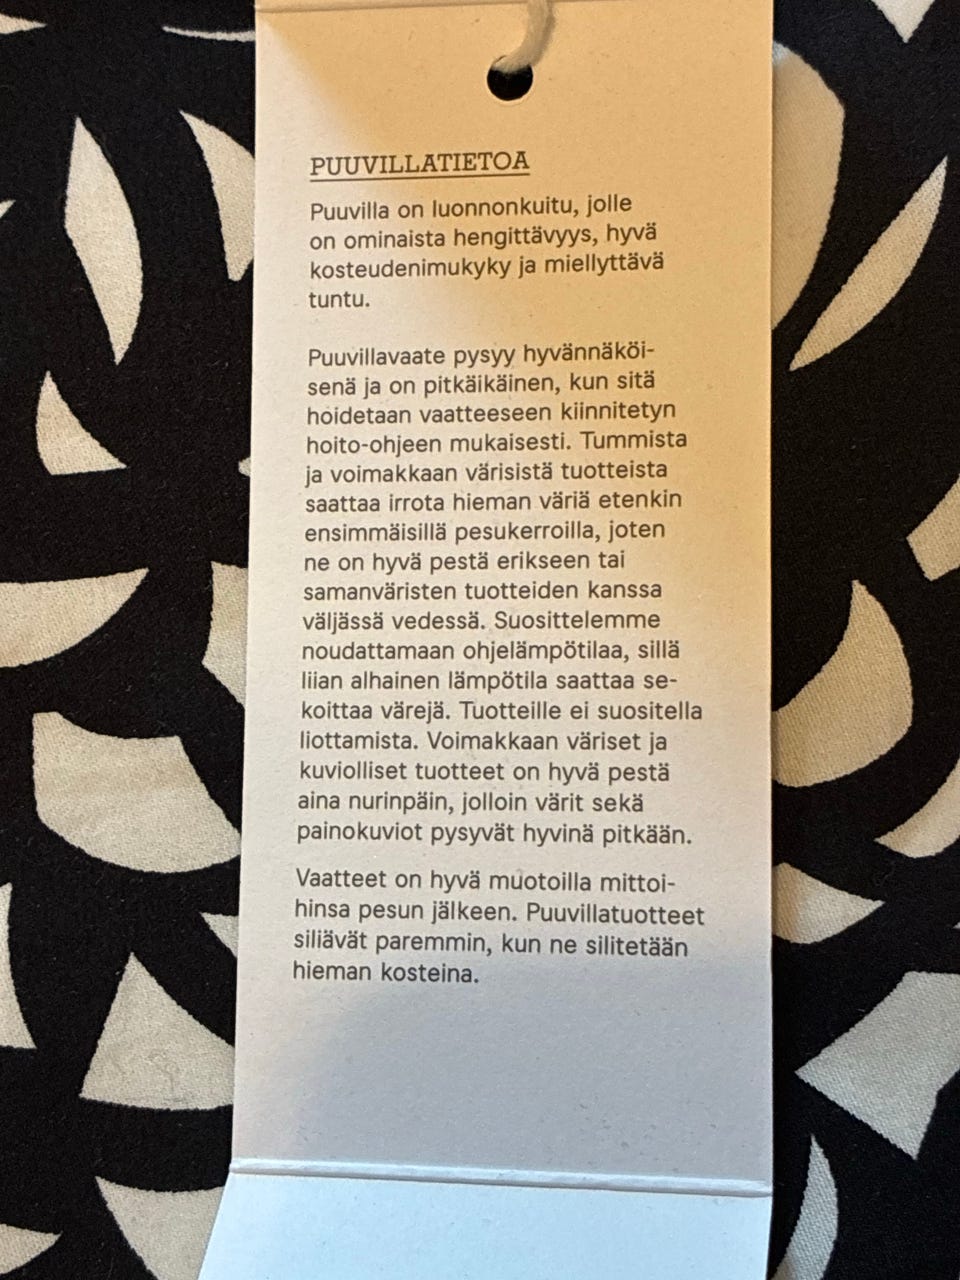 PUUVILLATIETOA
Puuvilla on luonnonkuitu, jolle
on ominaista hengittävyys, hyvä
kosteudenimukyky ja miellyttävä
tuntu.
Puuvillavaate pysyy hyvännäköi-
senä ja on pitkäikäinen, kun sitä
hoidetaan vaatteeseen kiinnitetyn
hoito-ohjeen mukaisesti. Tummista
ja voimakkaan värisistä tuotteista
saattaa irrota hieman väriä etenkin
ensimmäisillä pesukerroilla, joten
ne on hyvä pestä erikseen tai
samanväristen tuotteiden kanssa
väljässä vedessä. Suosittelemme
noudattamaan ohjelämpötilaa, sillä
liian alhainen lämpötila saattaa se-
koittaa värejä. Tuotteille ei suositella
liottamista. Voimakkaan väriset ja
kuviolliset tuotteet on hyvä pestä
aina nurinpäin, jolloin värit sekä
painokuviot pysyvät hyvinä pitkään.
Vaatteet on hyvä muotoilla mittoi-
hinsa pesun jälkeen. Puuvillatuotteet
siliävät paremmin, kun ne silitetään
hieman kosteina.